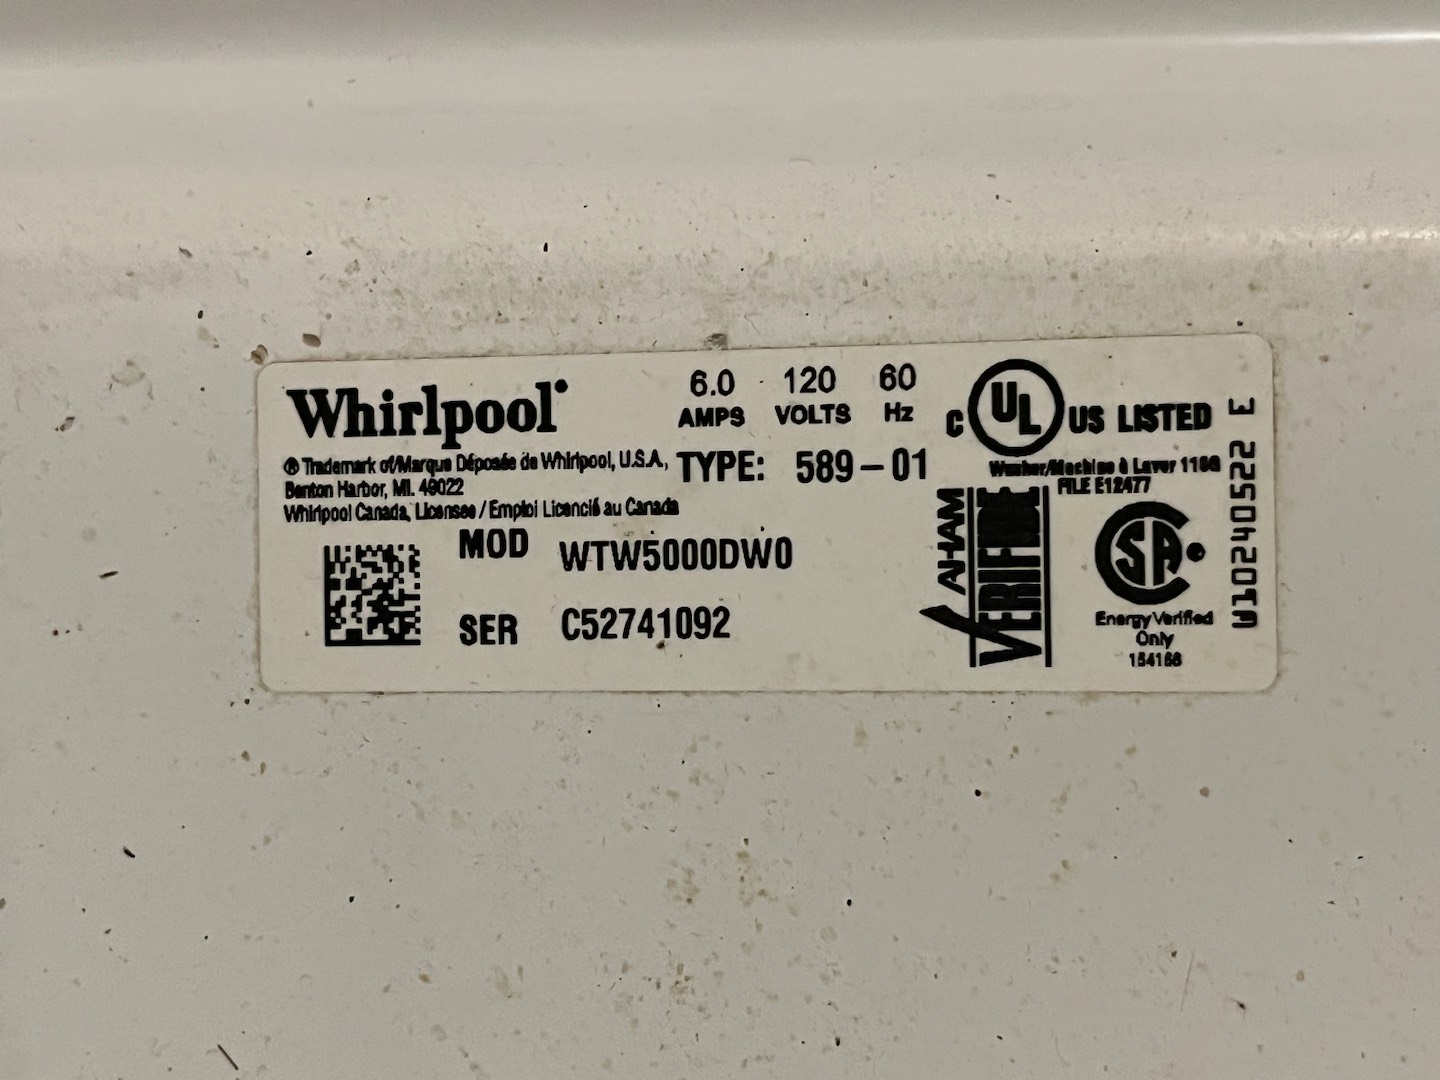 Whirlpool®
6.0 120 60
AMPS VOLTS Hz
® Trademark of/Marque Déposée de Whirlpool, U.S.A.,
Benton Harbor, MI. 49022
Whirlpool Canada, Licensee / Emploi Licencié au Canada
TYPE: 589-01
MOD WTW5000DW0
SER C52741092
C UL US LISTED
Washer/Machine à Laver
FILE E12477
AHAM
VERIFIDE
SA
Energy Verified
Only
154168
W10240522 E